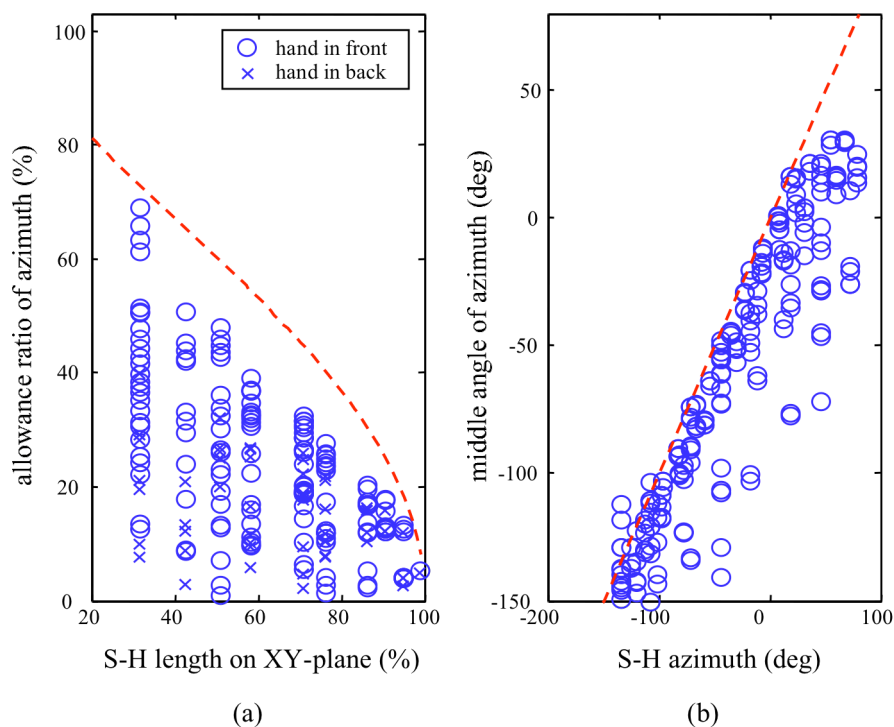 100
80
60
40
20
0
20
40
60
80
100
allowance ratio of azimuth (%)
S-H length on XY-plane (%)
hand in front
hand in back
(a)
50
0
-50
-100
-150
-200
-100
0
100
middle angle of azimuth (deg)
S-H azimuth (deg)
(b)